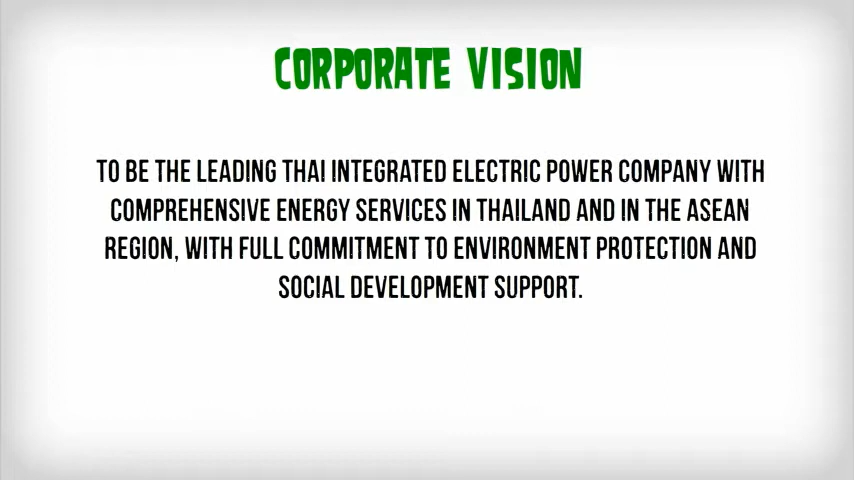 CORPORATE VISION
TO BE THE LEADING THAI INTEGRATED ELECTRIC POWER COMPANY WITH
COMPREHENSIVE ENERGY SERVICES IN THAILAND AND IN THE ASEAN
REGION, WITH FULL COMMITMENT TO ENVIRONMENT PROTECTION AND
SOCIAL DEVELOPMENT SUPPORT.